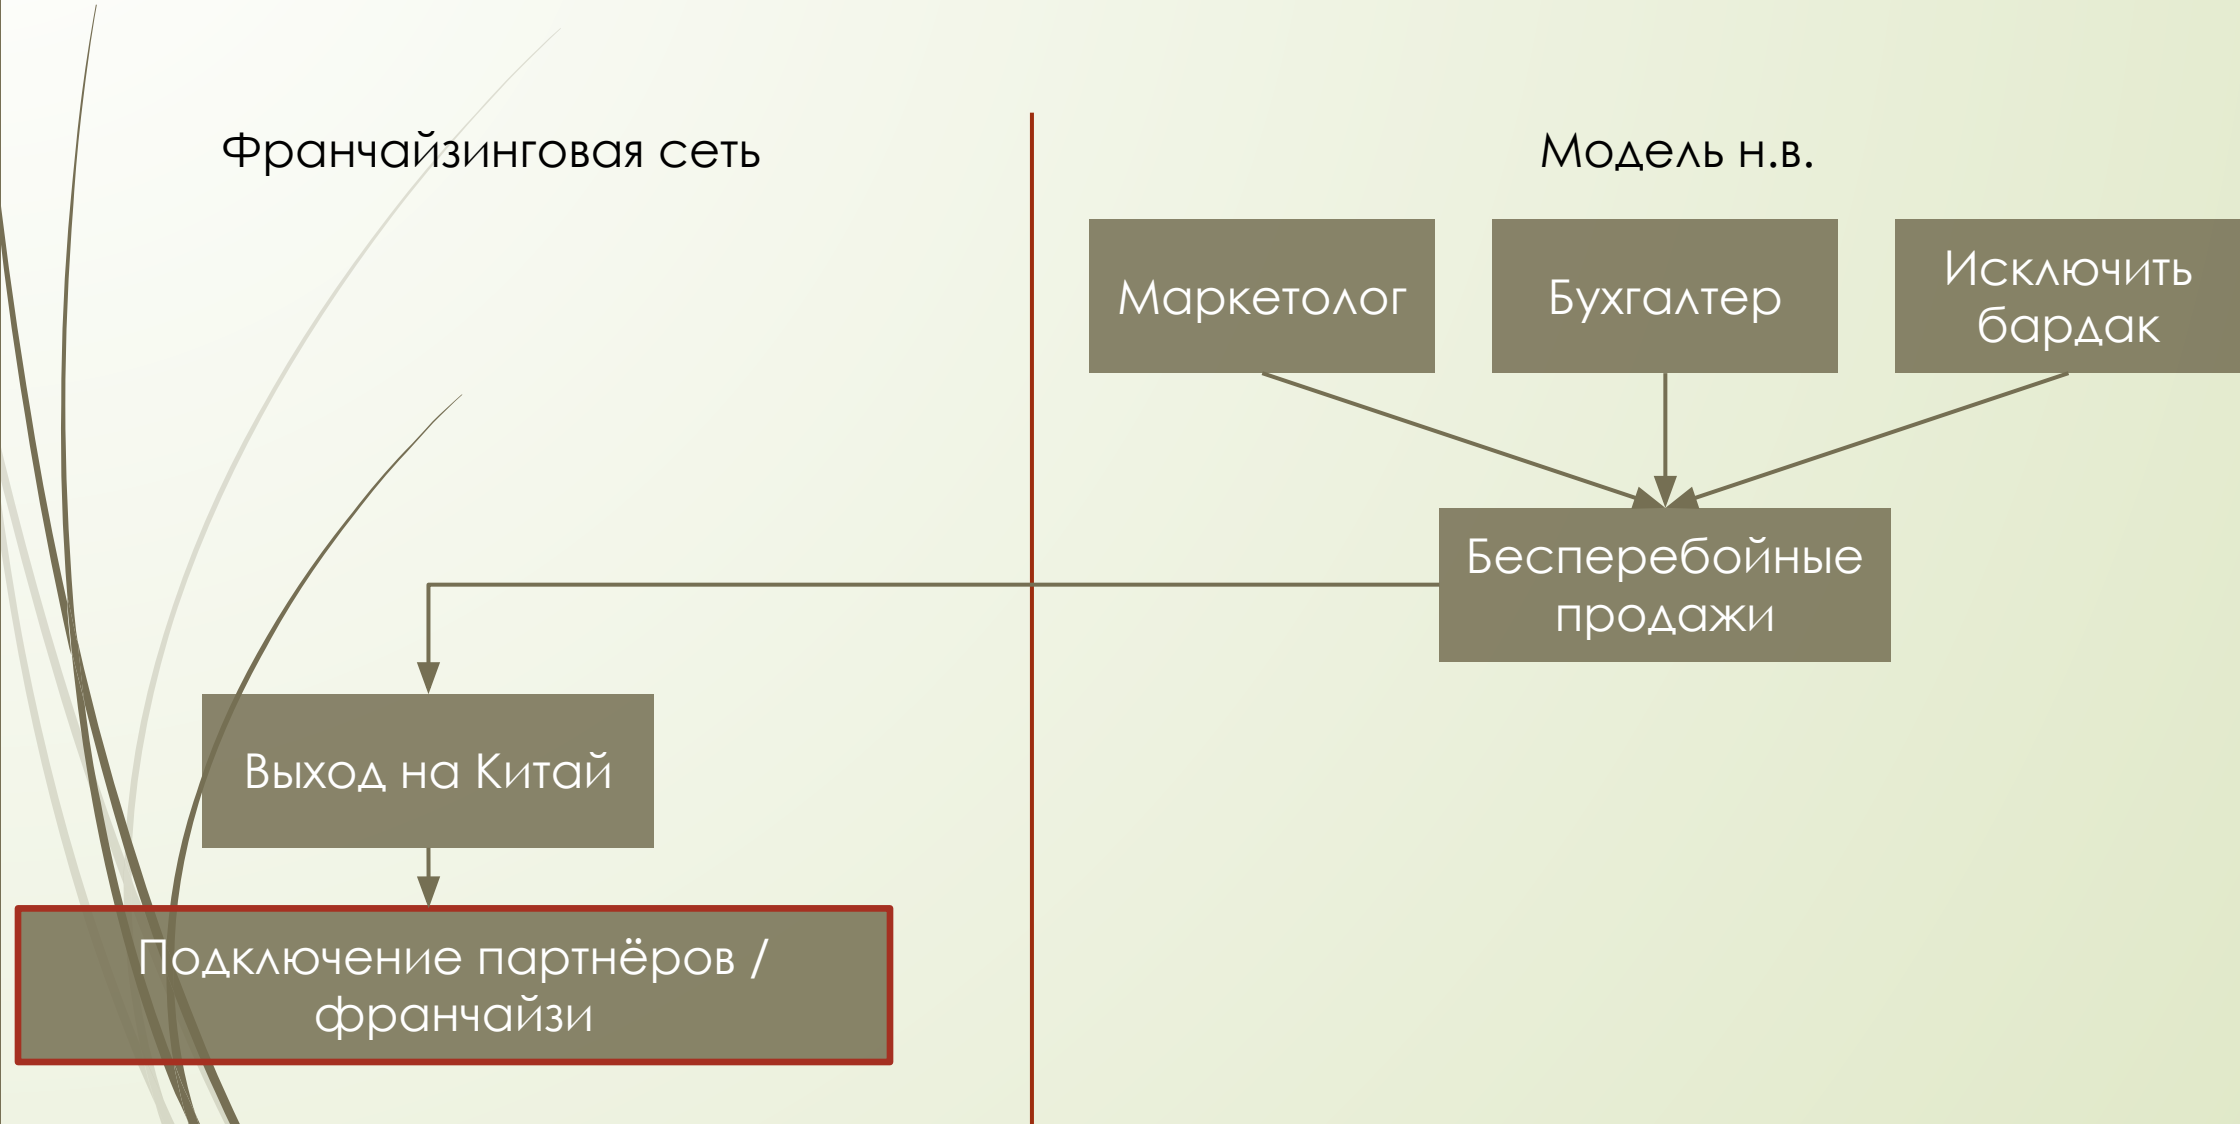 Франчайзинговая сеть
Модель н.в.
Маркетолог
Бухгалтер
Исключить
бардак
Бесперебойные
продажи
Выход на Китай
Подключение партнёров /
франчайзи